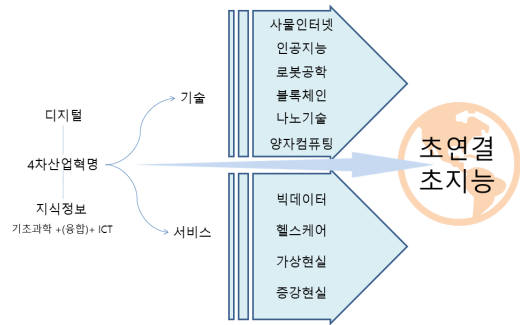 디지털
4차산업혁명
지식정보
기초과학 +(융합)+ ICT
기술
서비스
사물인터넷
인공지능
로봇공학
블록체인
나노기술
양자컴퓨팅
빅데이터
헬스케어
가상현실
증강현실
초연결
초지능